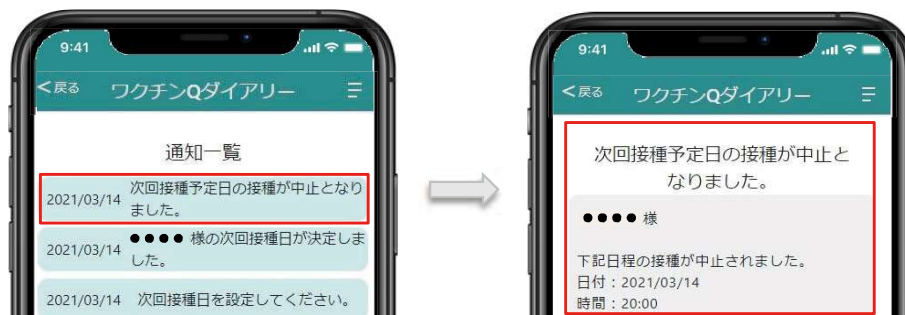 9:41
<戻る ワクチンQダイアリー
通知一覧
2021/03/14 次回接種予定日の接種が中止となり
ました。
2021/03/14 ●●●● 様の次回接種日が決定しま
した。
2021/03/14 次回接種日を設定してください。
9:41
<戻る ワクチンQダイアリー
次回接種予定日の接種が中止と
なりました。
●●●● 様
下記日程の接種が中止されました。
日付：2021/03/14
時間：20:00